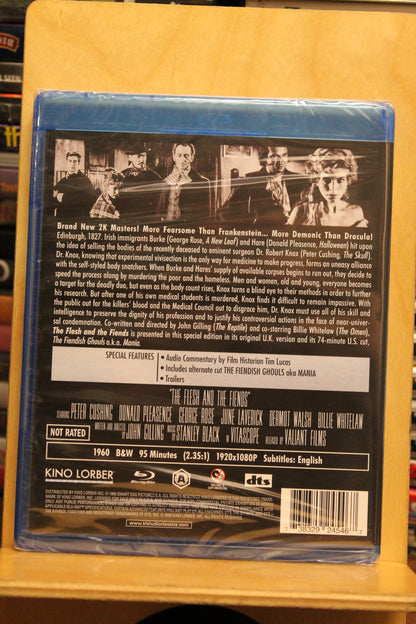 Brand New 2K Masters! More Fearsome Than Frankenstein... More Demonic Than Dracula!
Edinburgh, 1827. Irish immigrants Burke (George Rose, A New Leaf) and Hare (Donald Pleasence, Halloween) hit upon
the idea of selling the bodies of the recently deceased to eminent surgeon Dr. Robert Knox (Peter Cushing, The Skull).
Dr. Knox, knowing that experimental vivisection is the only way for medicine to make progress, forms an uneasy alliance
with the self-styled body snatchers. When Burke and Hares' supply of available corpses begins to run out, they decide to
speed the process along by murdering the poor and the homeless. Men and women, old and young, everyone becomes
a target for the deadly duo, but even as the body count rises, Knox turns a blind eye to their methods in order to further
his research. But after one of his own medical students is murdered, Knox finds it difficult to remain impassive. With
the public out for the killers' blood and the Medical Council out to disgrace him, Dr. Knox must use all of his skill and
intelligence to preserve the dignity of his profession and to justify his controversial actions in the face of near-univer-
sal condemnation. Co-written and directed by John Gilling (The Reptile) and co-starring Billie Whitelaw (The Omen),
The Flesh and the Fiends is presented in this special edition in its original U.K. version and its 74-minute U.S. cut,
The Fiendish Ghouls a.k.a. Mania.
SPECIAL FEATURES
• Audio Commentary by Film Historian Tim Lucas
• Includes alternate cut THE FIENDISH GHOULS aka MANIA
• Trailers
"THE FLESH AND THE FIENDS"
STARRING PETER CUSHING DONALD PLEASENCE GEORGE ROSE JUNE LAVERICK DERMOT WALSH BILLIE WHITELAW
WRITTEN AND DIRECTED BY JOHN GILLING MUSIC BY STANLEY BLACK IN VITASCOPE RELEASED BY VALIANT FILMS
NOT RATED
1960 B&W 95 Minutes (2.35:1) 1920x1080P Subtitles: English
KINO LORBER
Blu-ray Disc
A
dts
www.kinolorber.com
7 38329 24546 7